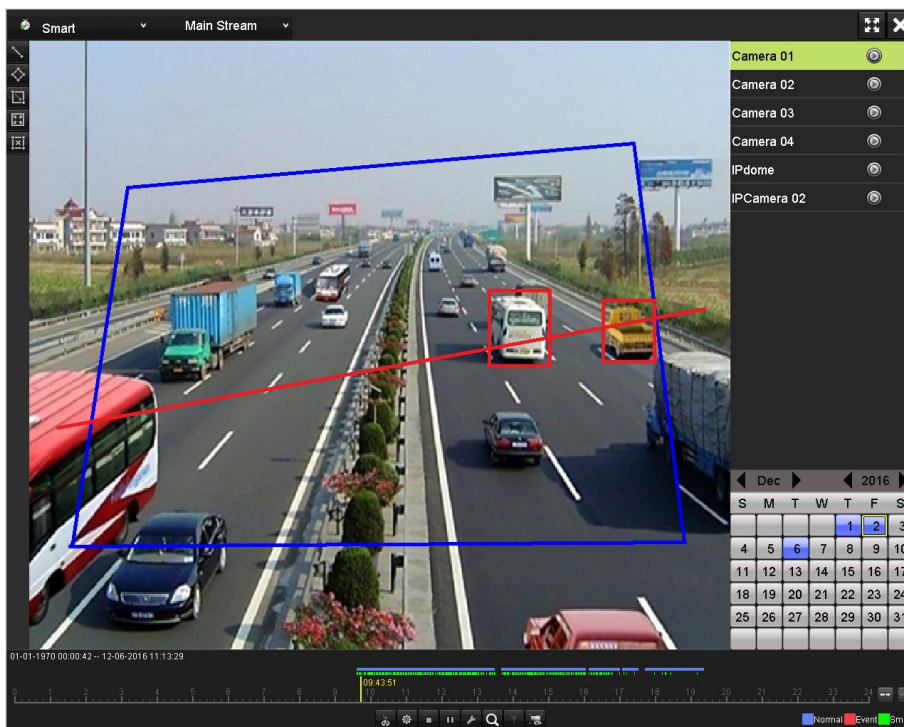 Smart Main Stream
Camera 01
Camera 02
Camera 03
Camera 04
IPdome
IPCamera 02
Dec 2016
S M T W T F S
1 2 3
4 5 6 7 8 9 10
11 12 13 14 15 16 17
18 19 20 21 22 23 24
25 26 27 28 29 30 31
01-01-1970 00:00:42 -- 12-06-2016 11:13:29
09:43:51
0 1 2 3 4 5 6 7 8 9 10 11 12 13 14 15 16 17 18 19 20 21 22 23 24
Normal Event Sm